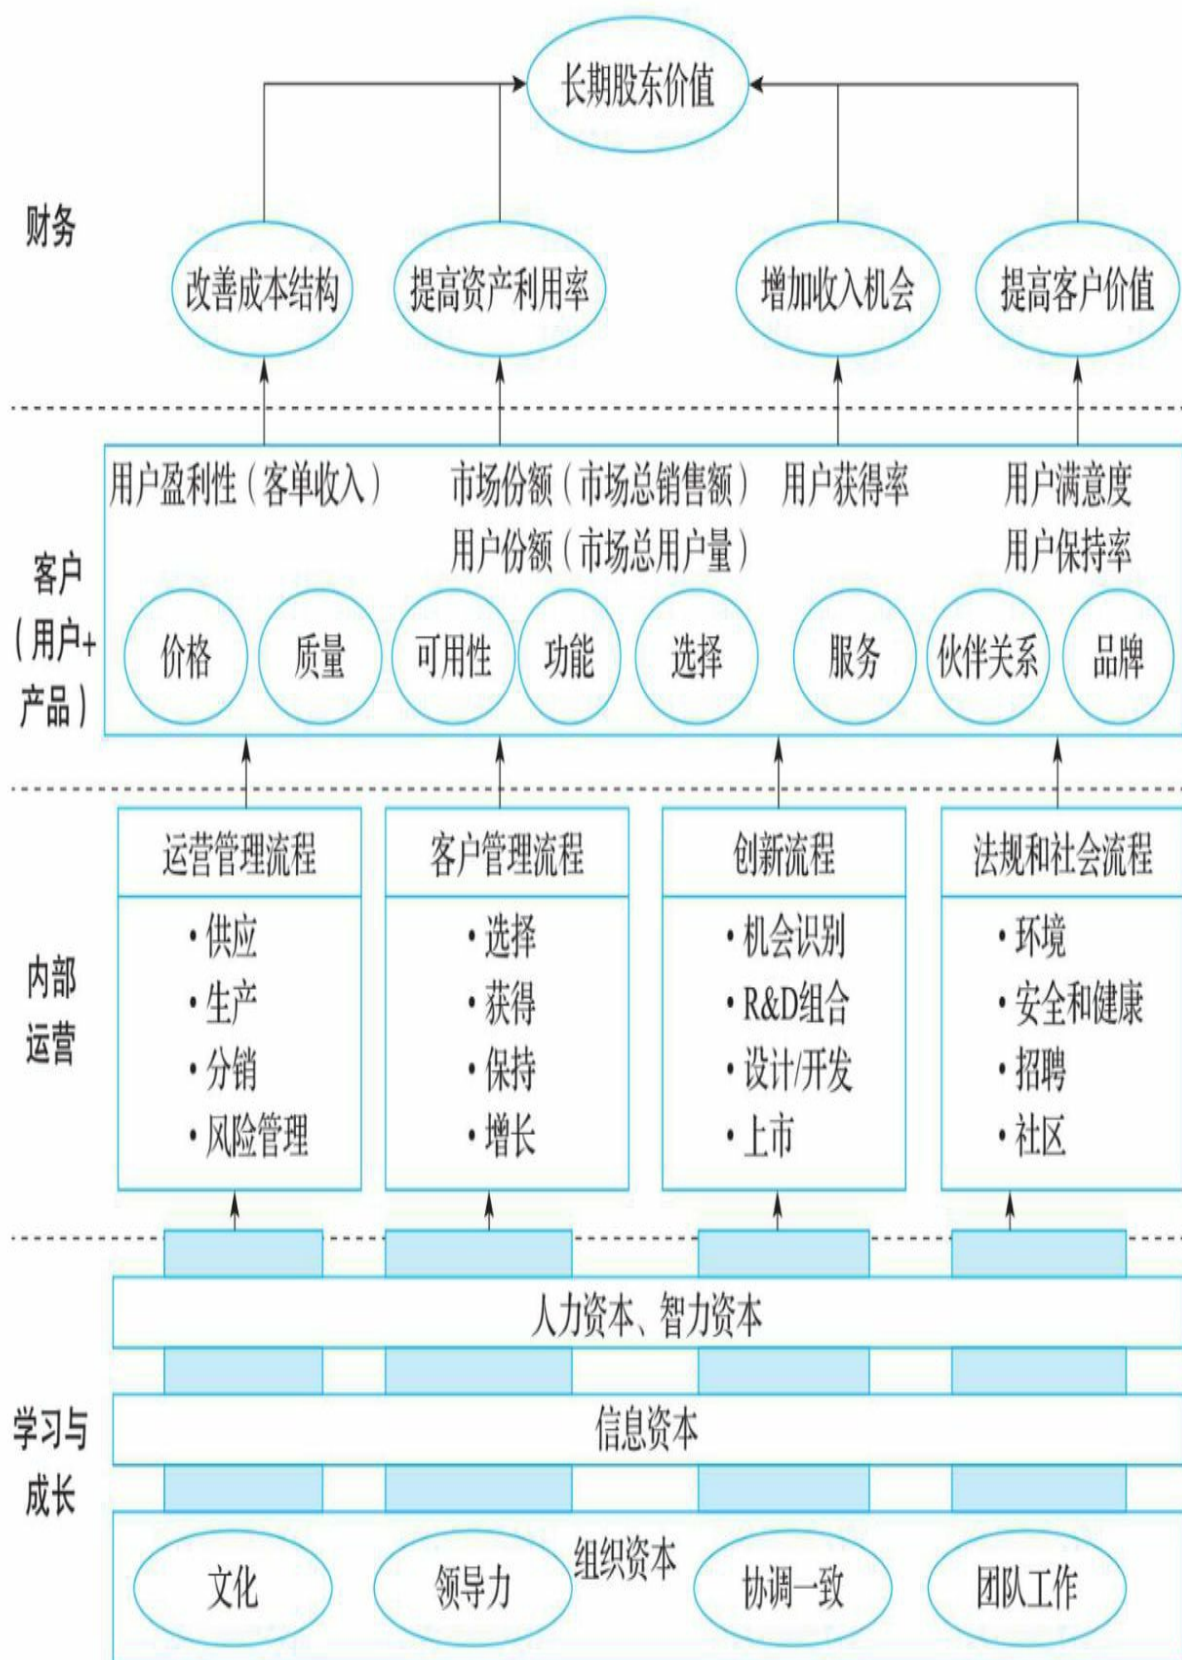 长期股东价值
财务
改善成本结构
提高资产利用率
增加收入机会
提高客户价值
客户
（用户+
产品）
用户盈利性（客单收入）
市场份额（市场总销售额）
用户份额（市场总用户量）
用户获得率
用户满意度
用户保持率
价格
质量
可用性
功能
选择
服务
伙伴关系
品牌
内部
运营
运营管理流程
•供应
•生产
•分销
•风险管理
客户管理流程
•选择
•获得
•保持
•增长
创新流程
•机会识别
•R&D组合
•设计/开发
•上市
法规和社会流程
•环境
•安全和健康
•招聘
•社区
学习与
成长
人力资本、智力资本
信息资本
组织资本
文化
领导力
协调一致
团队工作